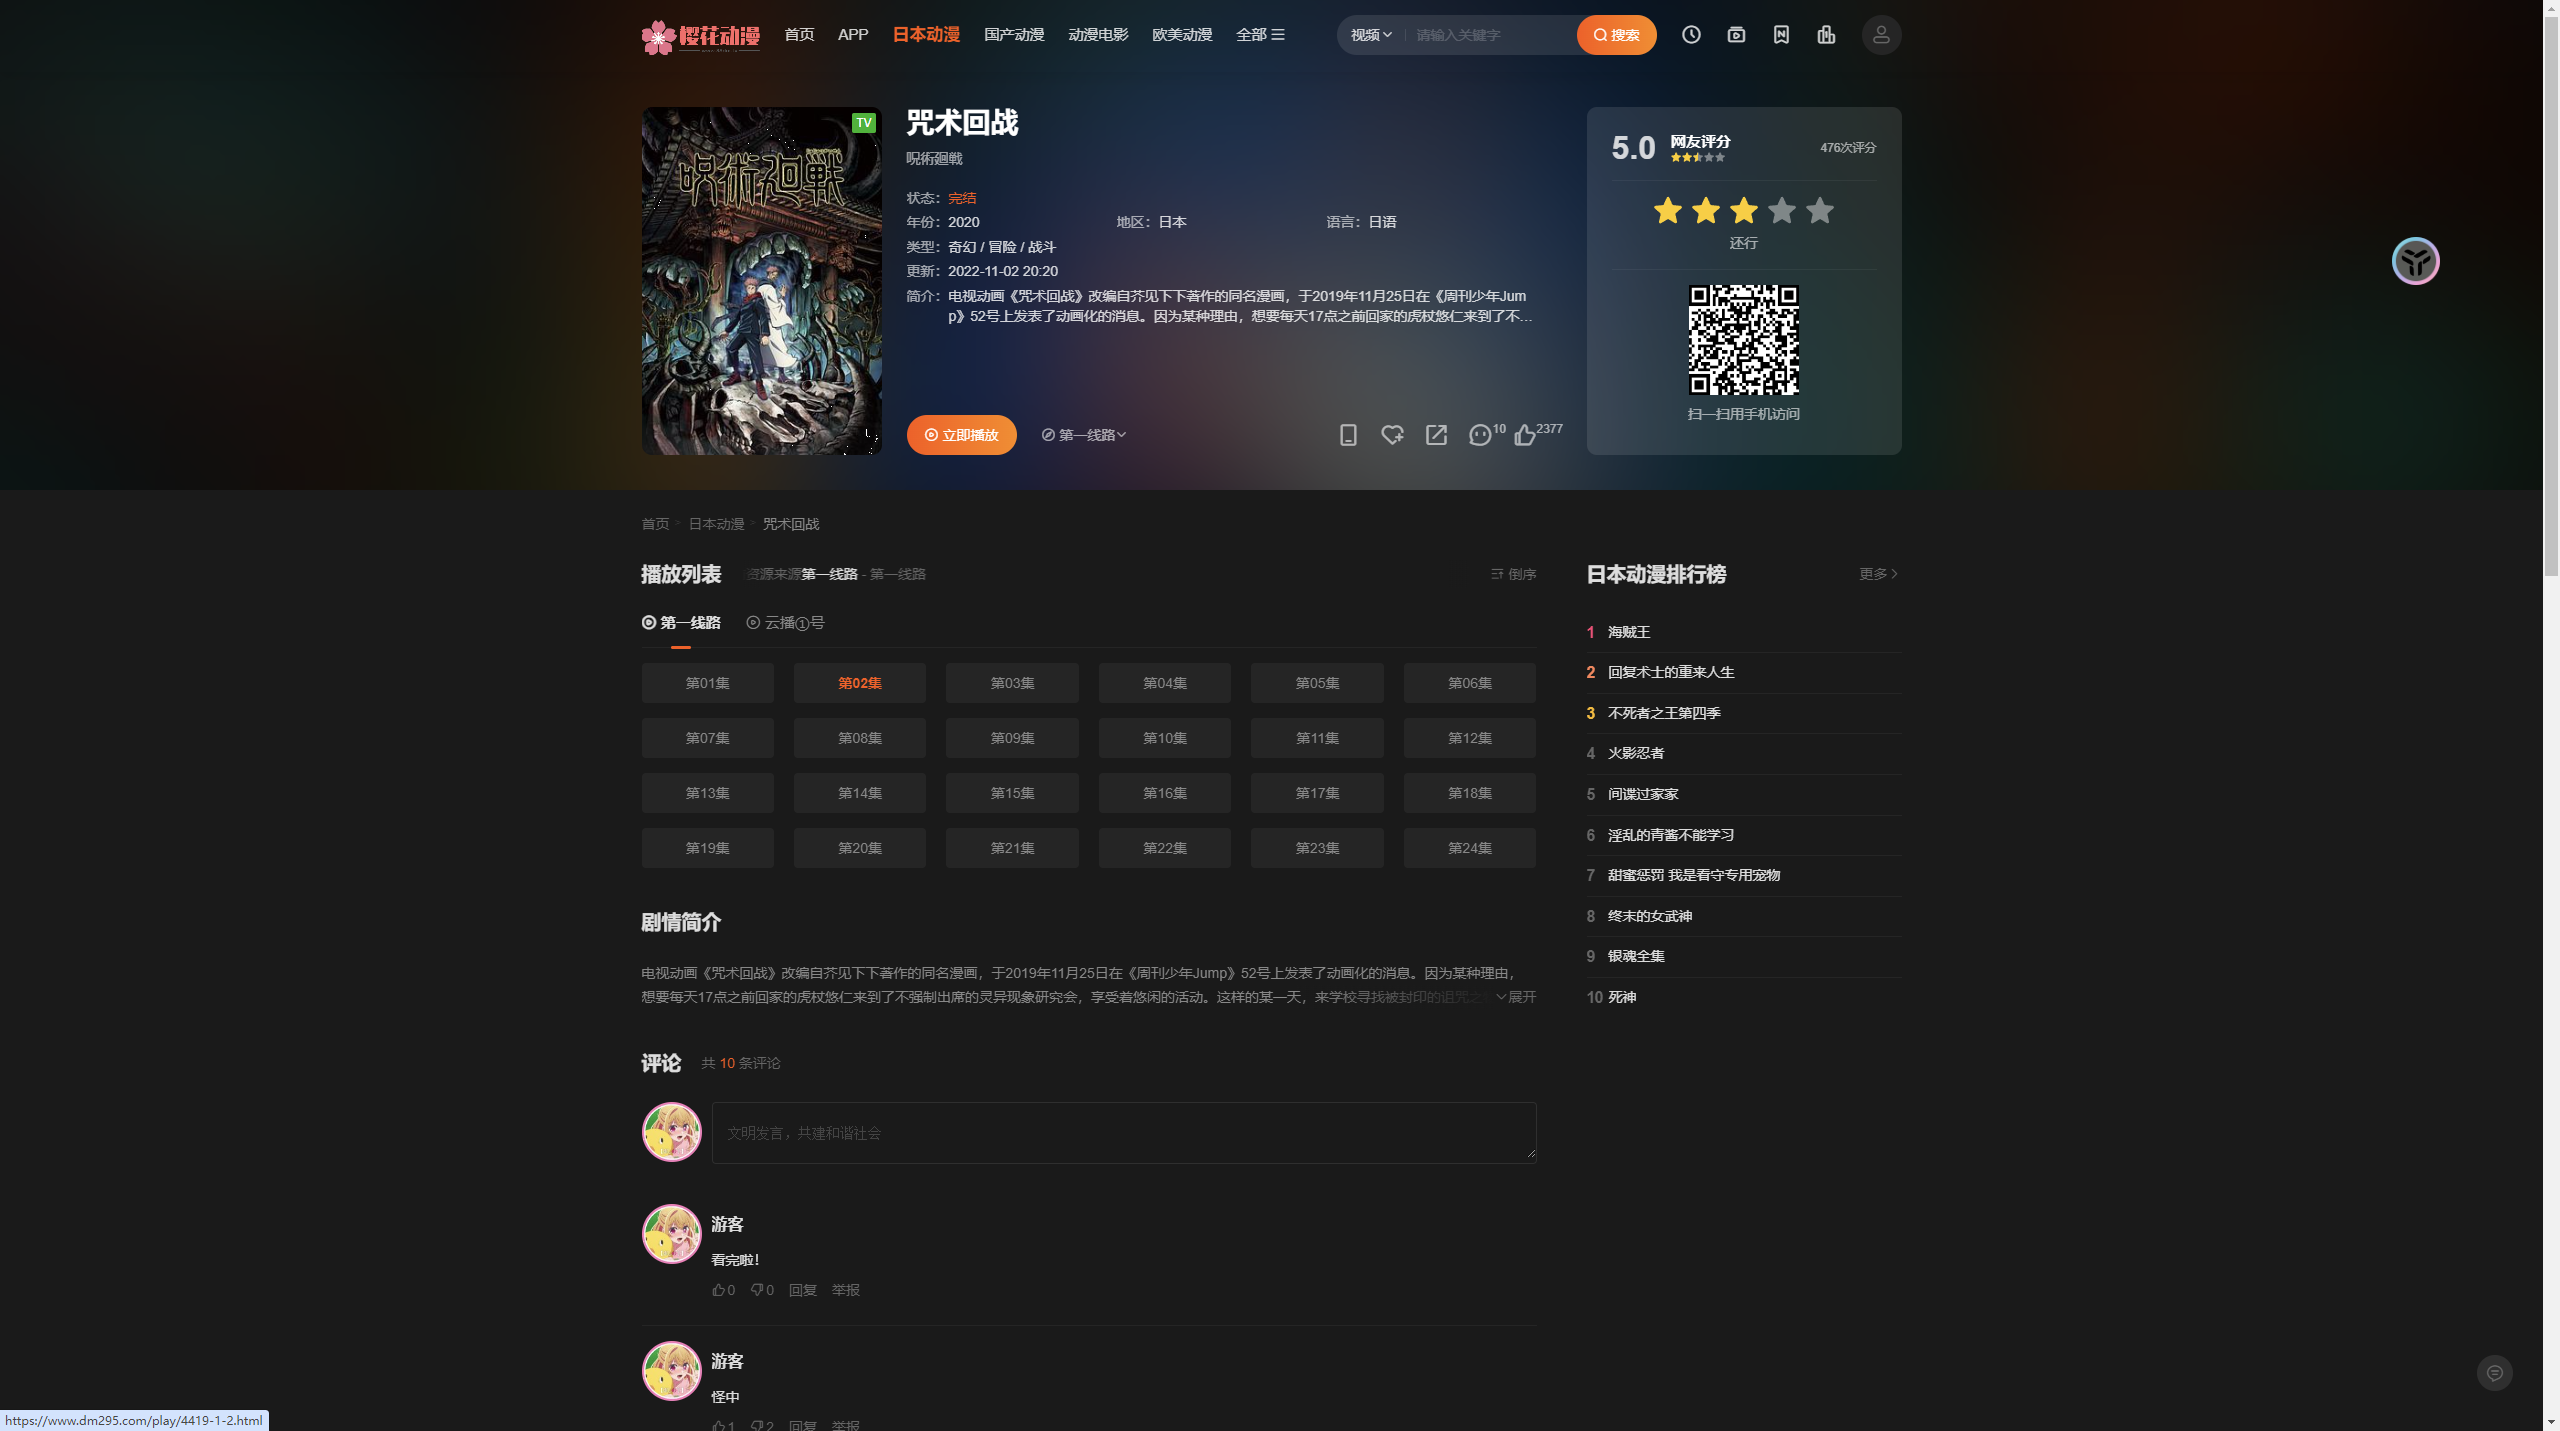 樱花动漫 首页 APP 日本动漫 国产动漫 动漫电影 欧美动漫 全部 视频 请输入关键字 搜索
TV
呪術廻戦
咒术回战
呪術廻戦
状态：完结
年份：2020 地区：日本 语言：日语
类型：奇幻 / 冒险 / 战斗
更新：2022-11-02 20:20
简介：电视动画《咒术回战》改编自芥见下下著作的同名漫画，于2019年11月25日在《周刊少年Jum
p》52号上发表了动画化的消息。因为某种理由，想要每天17点之前回家的虎杖悠仁来到了不...
立即播放 第一线路 10 2377
5.0 网友评分 476次评分
还行
扫一扫用手机访问
首页 > 日本动漫 > 咒术回战
播放列表 资源来源第一线路 - 第一线路 倒序
第一线路 云播①号
第01集 第02集 第03集 第04集 第05集 第06集
第07集 第08集 第09集 第10集 第11集 第12集
第13集 第14集 第15集 第16集 第17集 第18集
第19集 第20集 第21集 第22集 第23集 第24集
日本动漫排行榜 更多
1 海贼王
2 回复术士的重来人生
3 不死者之王第四季
4 火影忍者
5 间谍过家家
6 淫乱的青酱不能学习
7 甜蜜惩罚 我是看守专用宠物
8 终末的女武神
9 银魂全集
10 死神
剧情简介
电视动画《咒术回战》改编自芥见下下著作的同名漫画，于2019年11月25日在《周刊少年Jump》52号上发表了动画化的消息。因为某种理由，
想要每天17点之前回家的虎杖悠仁来到了不强制出席的灵异现象研究会，享受着悠闲的活动。这样的某一天，来学校寻找被封印的诅咒之 展开
评论 共 10 条评论
文明发言，共建和谐社会
游客
看完啦！
0 0 回复 举报
游客
怪中
1 2 回复 举报
https://www.dm295.com/play/4419-1-2.html